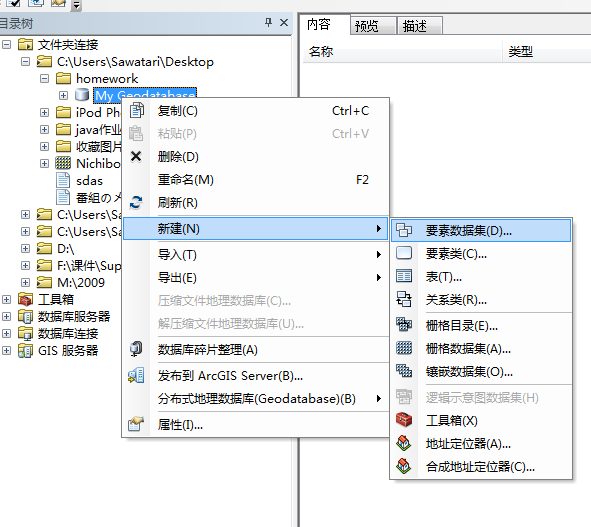 目录树
内容 预览 描述
名称 类型
文件夹连接
C:\Users\Sawatari\Desktop
homework
My Geodatabase
iPod Ph
java作业
收藏图片
Nichibo
sdas
番組のメ
C:\Users\Sa
C:\Users\Sa
D:\
F:\课件\Sup
M:\2009
工具箱
数据库服务器
数据库连接
GIS 服务器
复制(C) Ctrl+C
粘贴(P) Ctrl+V
删除(D)
重命名(M) F2
刷新(R)
新建(N)
导入(T)
导出(E)
压缩文件地理数据库(C)...
解压缩文件地理数据库(U)...
数据库碎片整理(A)
发布到 ArcGIS Server(B)...
分布式地理数据库(Geodatabase)(B)
属性(I)...
要素数据集(D)...
要素类(C)...
表(T)...
关系类(R)...
栅格目录(E)...
栅格数据集(A)...
镶嵌数据集(O)...
逻辑示意图数据集(H)
工具箱(X)
地址定位器(A)...
合成地址定位器(C)...